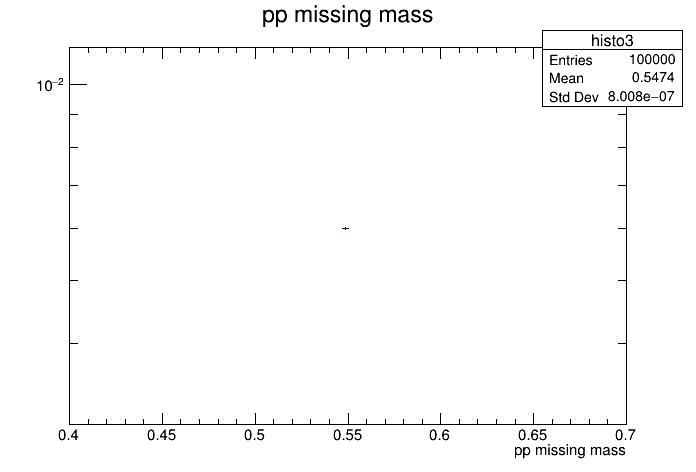 pp missing mass
histo3
Entries 100000
Mean 0.5474
Std Dev 8.008e−07
10−2
0.4 0.45 0.5 0.55 0.6 0.65 0.7
pp missing mass